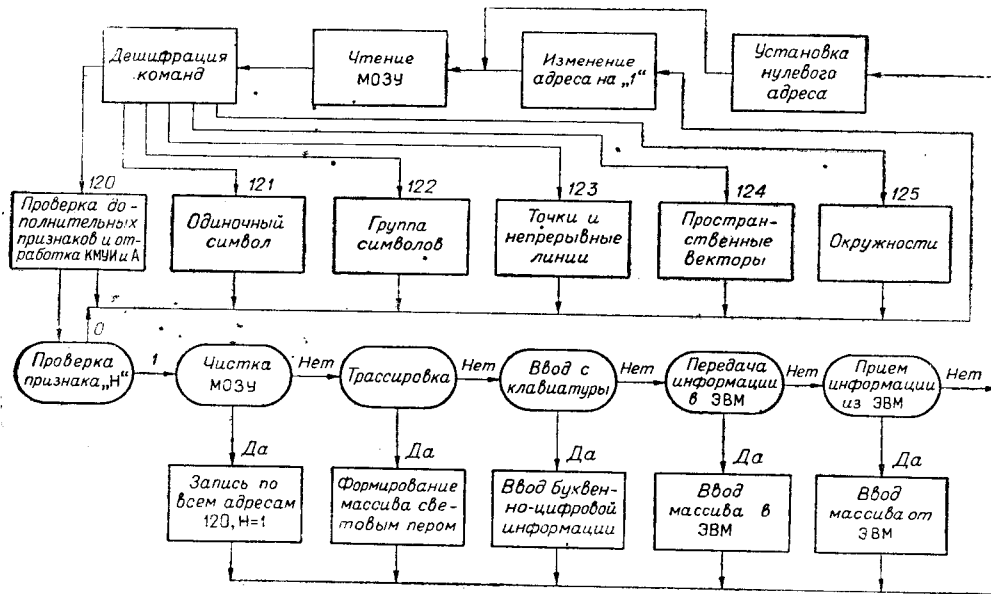 Дешифрация
команд
Чтение
МОЗУ
Изменение
адреса на „1“
Установка
нулевого
адреса
120
Проверка до-
полнительных
признаков и от-
работка КМУИ и А
121
Одиночный
символ
122
Группа
символов
123
Точки и
непрерывные
линии
124
Простран-
ственные
векторы
125
Окружности
0
Проверка
признака „Н“
1
Чистка
МОЗУ
Нет
Трассировка
Нет
Ввод с
клавиатуры
Нет
Передача
информации
в ЭВМ
Нет
Прием
информации
из ЭВМ
Нет
Да
Да
Да
Да
Да
Запись по
всем адресам
120, Н=1
Формирование
массива све-
товым пером
Ввод буквен-
но-цифровой
информации
Ввод
массива в
ЭВМ
Ввод
массива от
ЭВМ